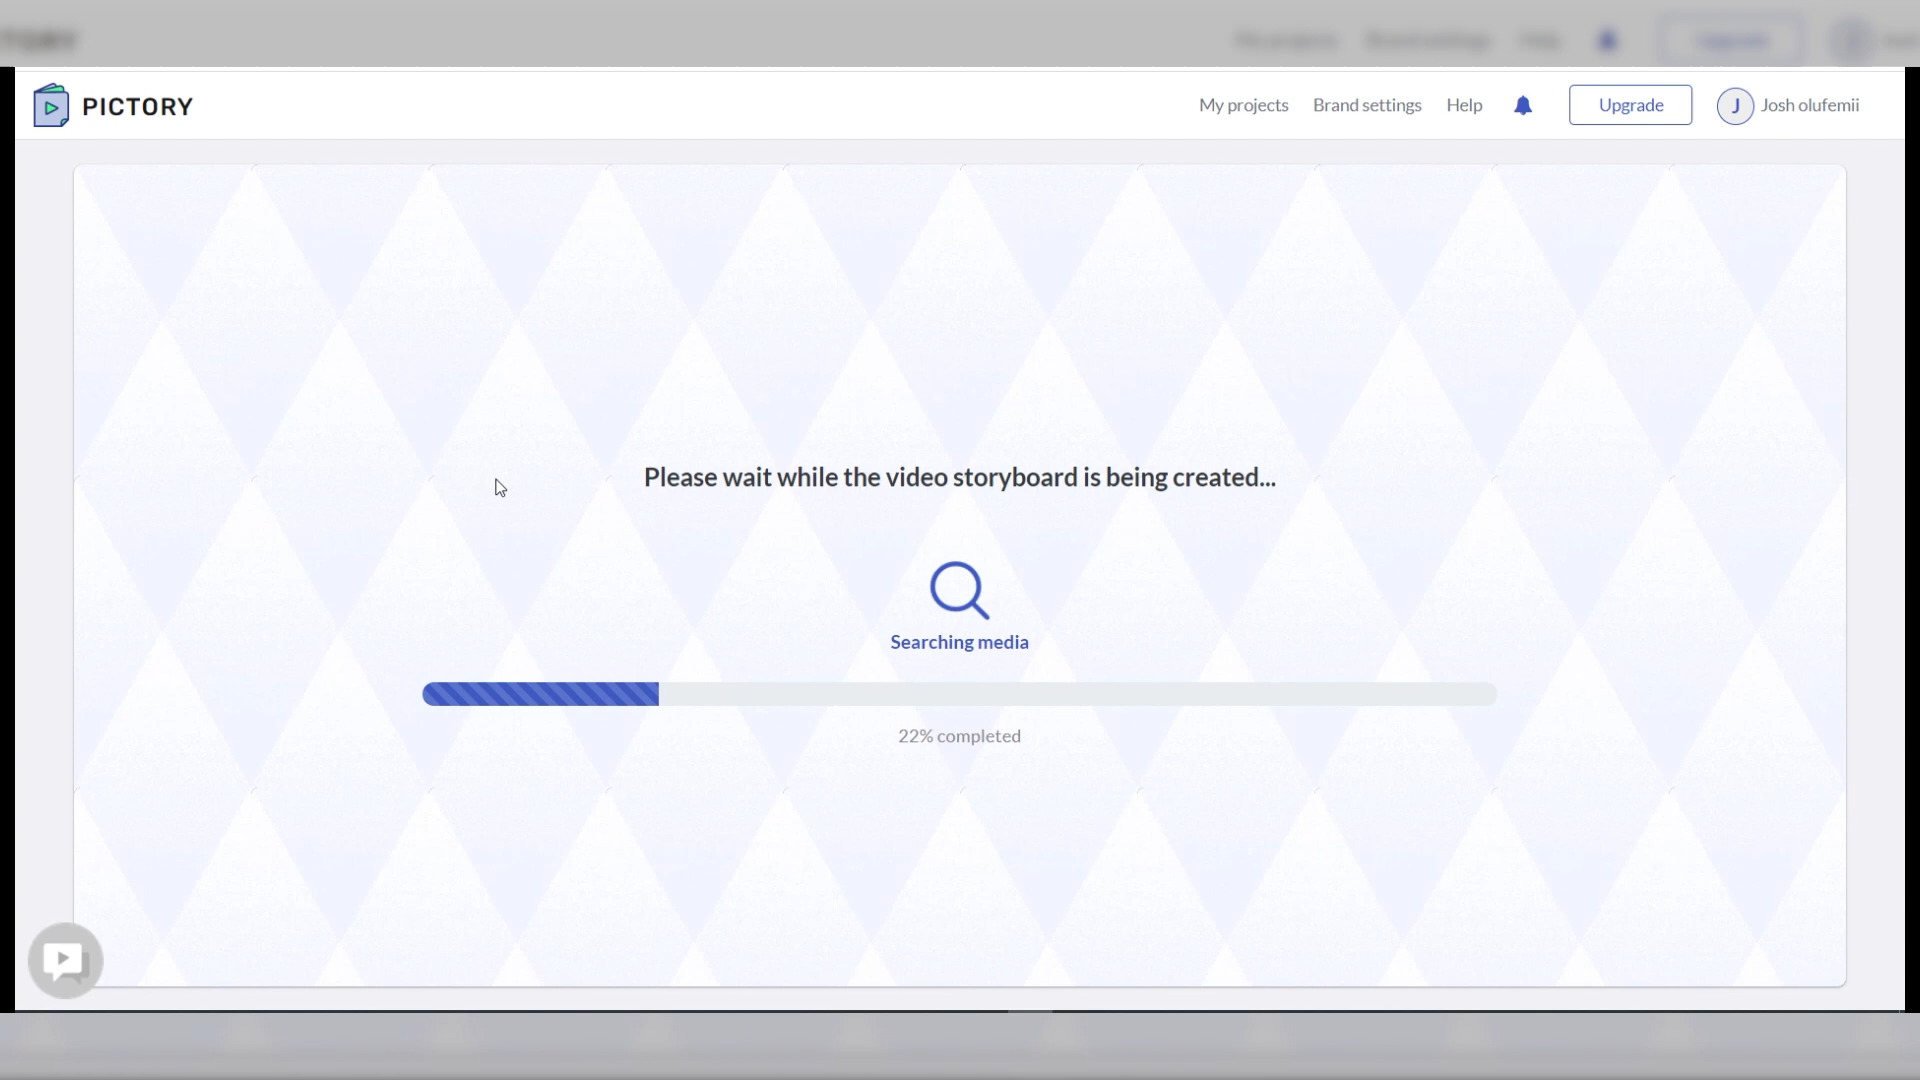 PICTORY
My projects Brand settings Help Upgrade J Josh olufemii
Please wait while the video storyboard is being created...
Searching media
22% completed